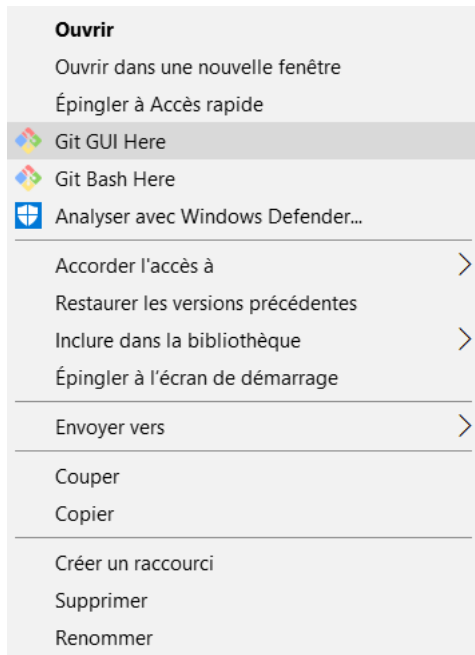 Ouvrir
Ouvrir dans une nouvelle fenêtre
Épingler à Accès rapide
Git GUI Here
Git Bash Here
Analyser avec Windows Defender...
Accorder l'accès à
Restaurer les versions précédentes
Inclure dans la bibliothèque
Épingler à l’écran de démarrage
Envoyer vers
Couper
Copier
Créer un raccourci
Supprimer
Renommer